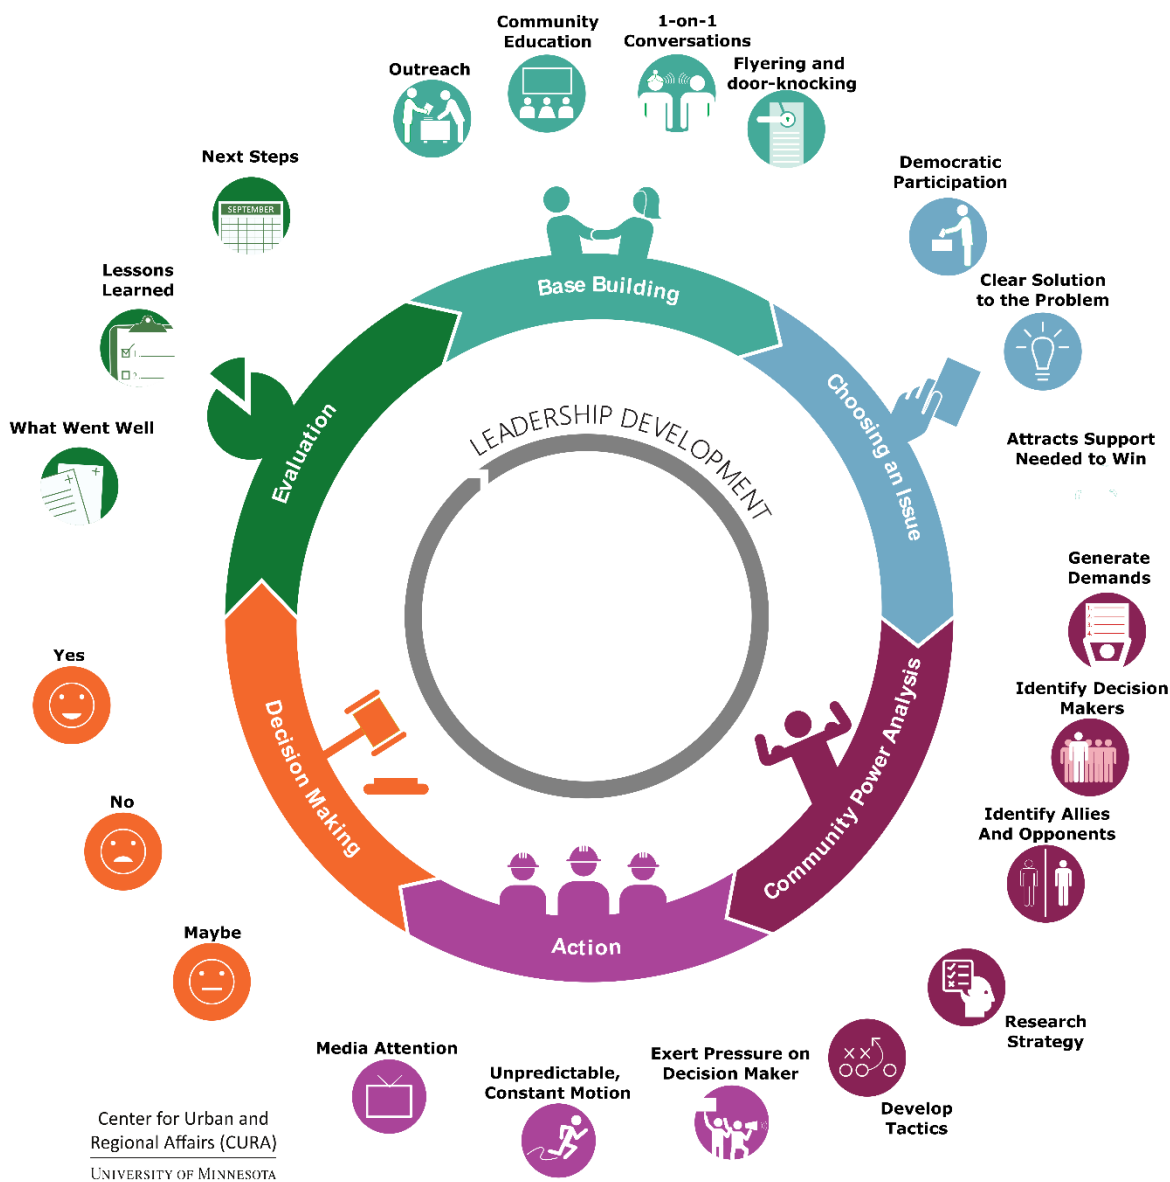 Community
Education
1-on-1
Conversations
Outreach
Flyering and
door-knocking
Next Steps
SEPTEMBER
Democratic
Participation
Lessons
Learned
Clear Solution
to the Problem
Base Building
Choosing an Issue
Evaluation
LEADERSHIP DEVELOPMENT
What Went Well
Attracts Support
Needed to Win
Generate
Demands
1.
2.
3.
4.
Yes
Identify Decision
Makers
Decision Making
Community Power Analysis
No
Identify Allies
And Opponents
Maybe
Action
Research
Strategy
Media Attention
Unpredictable,
Constant Motion
Exert Pressure on
Decision Maker
Develop
Tactics
Center for Urban and
Regional Affairs (CURA)
UNIVERSITY OF MINNESOTA